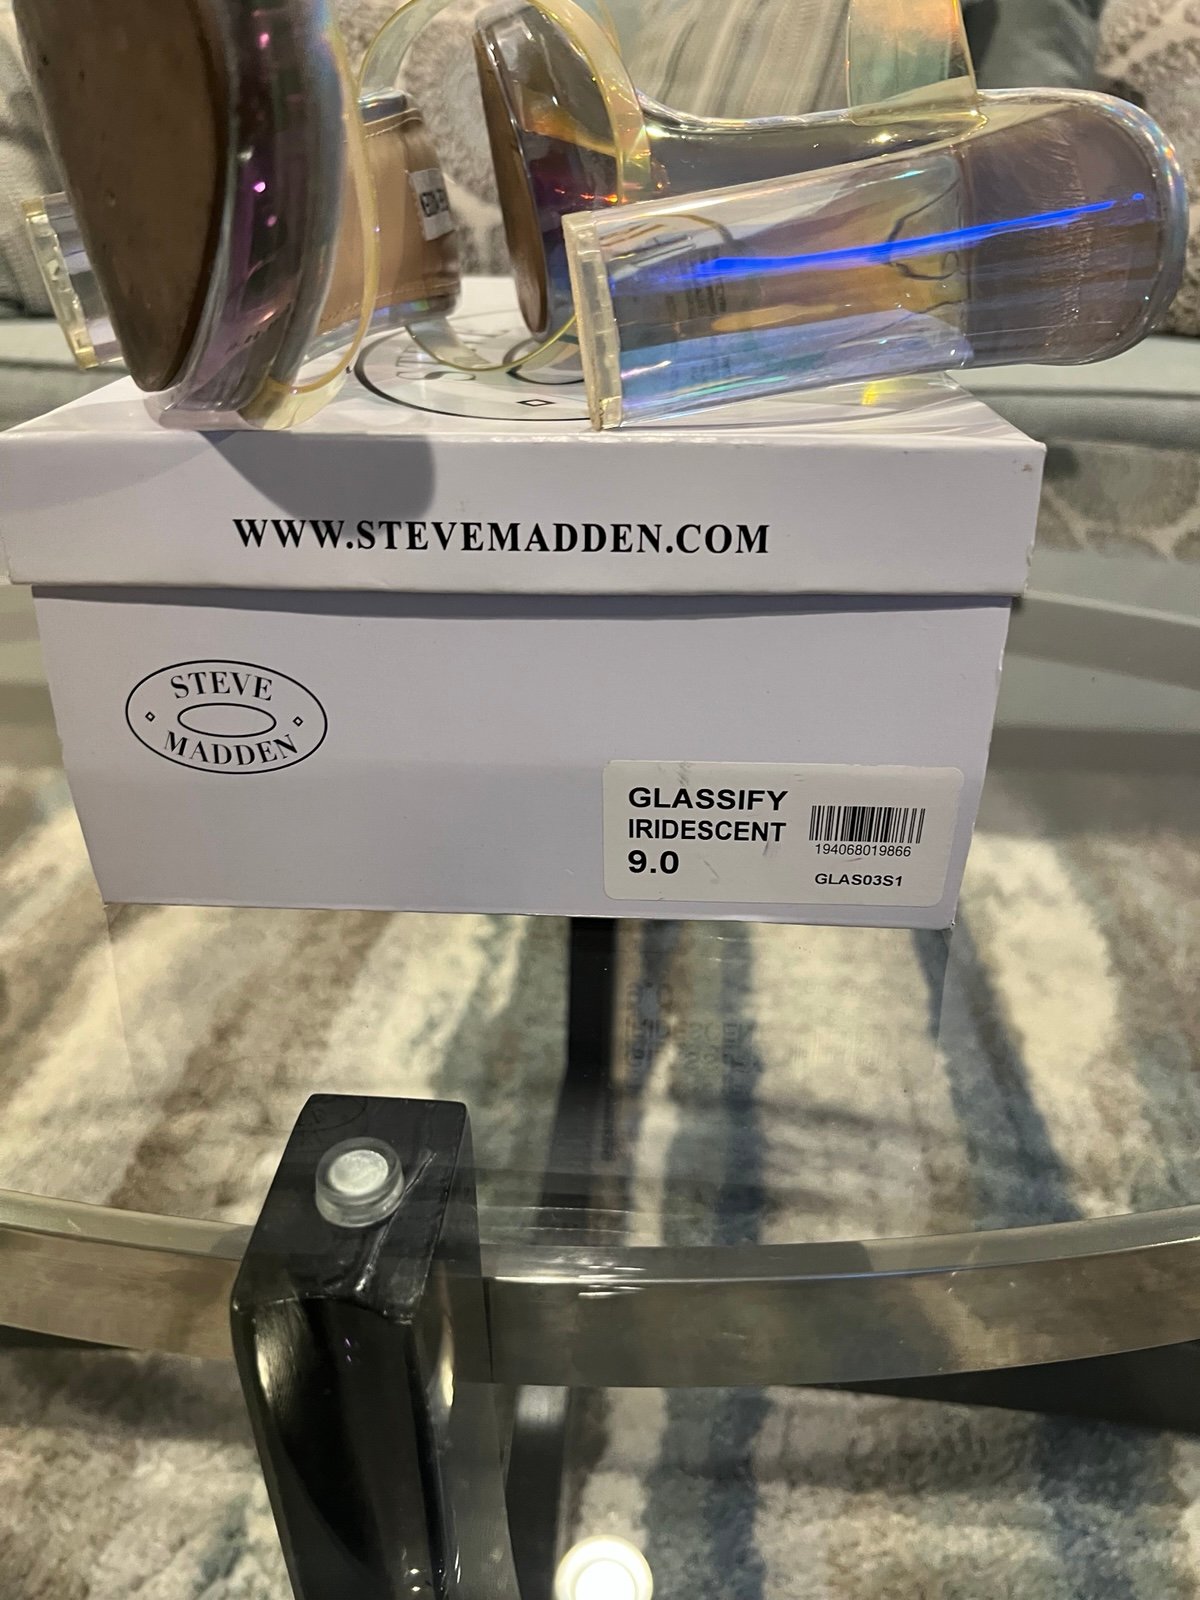 WWW.STEVEMADDEN.COM
STEVE
MADDEN
GLASSIFY
IRIDESCENT
9.0
194068019866
GLAS03S1